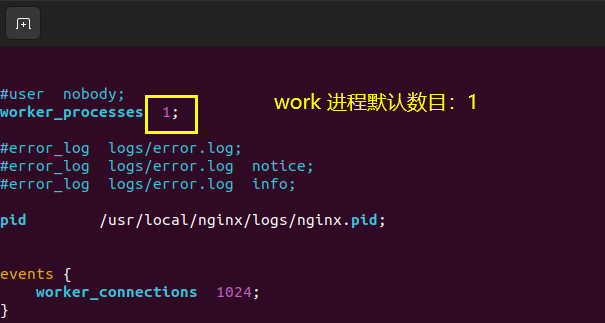 #user  nobody;
worker_processes  1;
work 进程默认数目：1
#error_log  logs/error.log;
#error_log  logs/error.log  notice;
#error_log  logs/error.log  info;
pid        /usr/local/nginx/logs/nginx.pid;
events {
    worker_connections  1024;
}